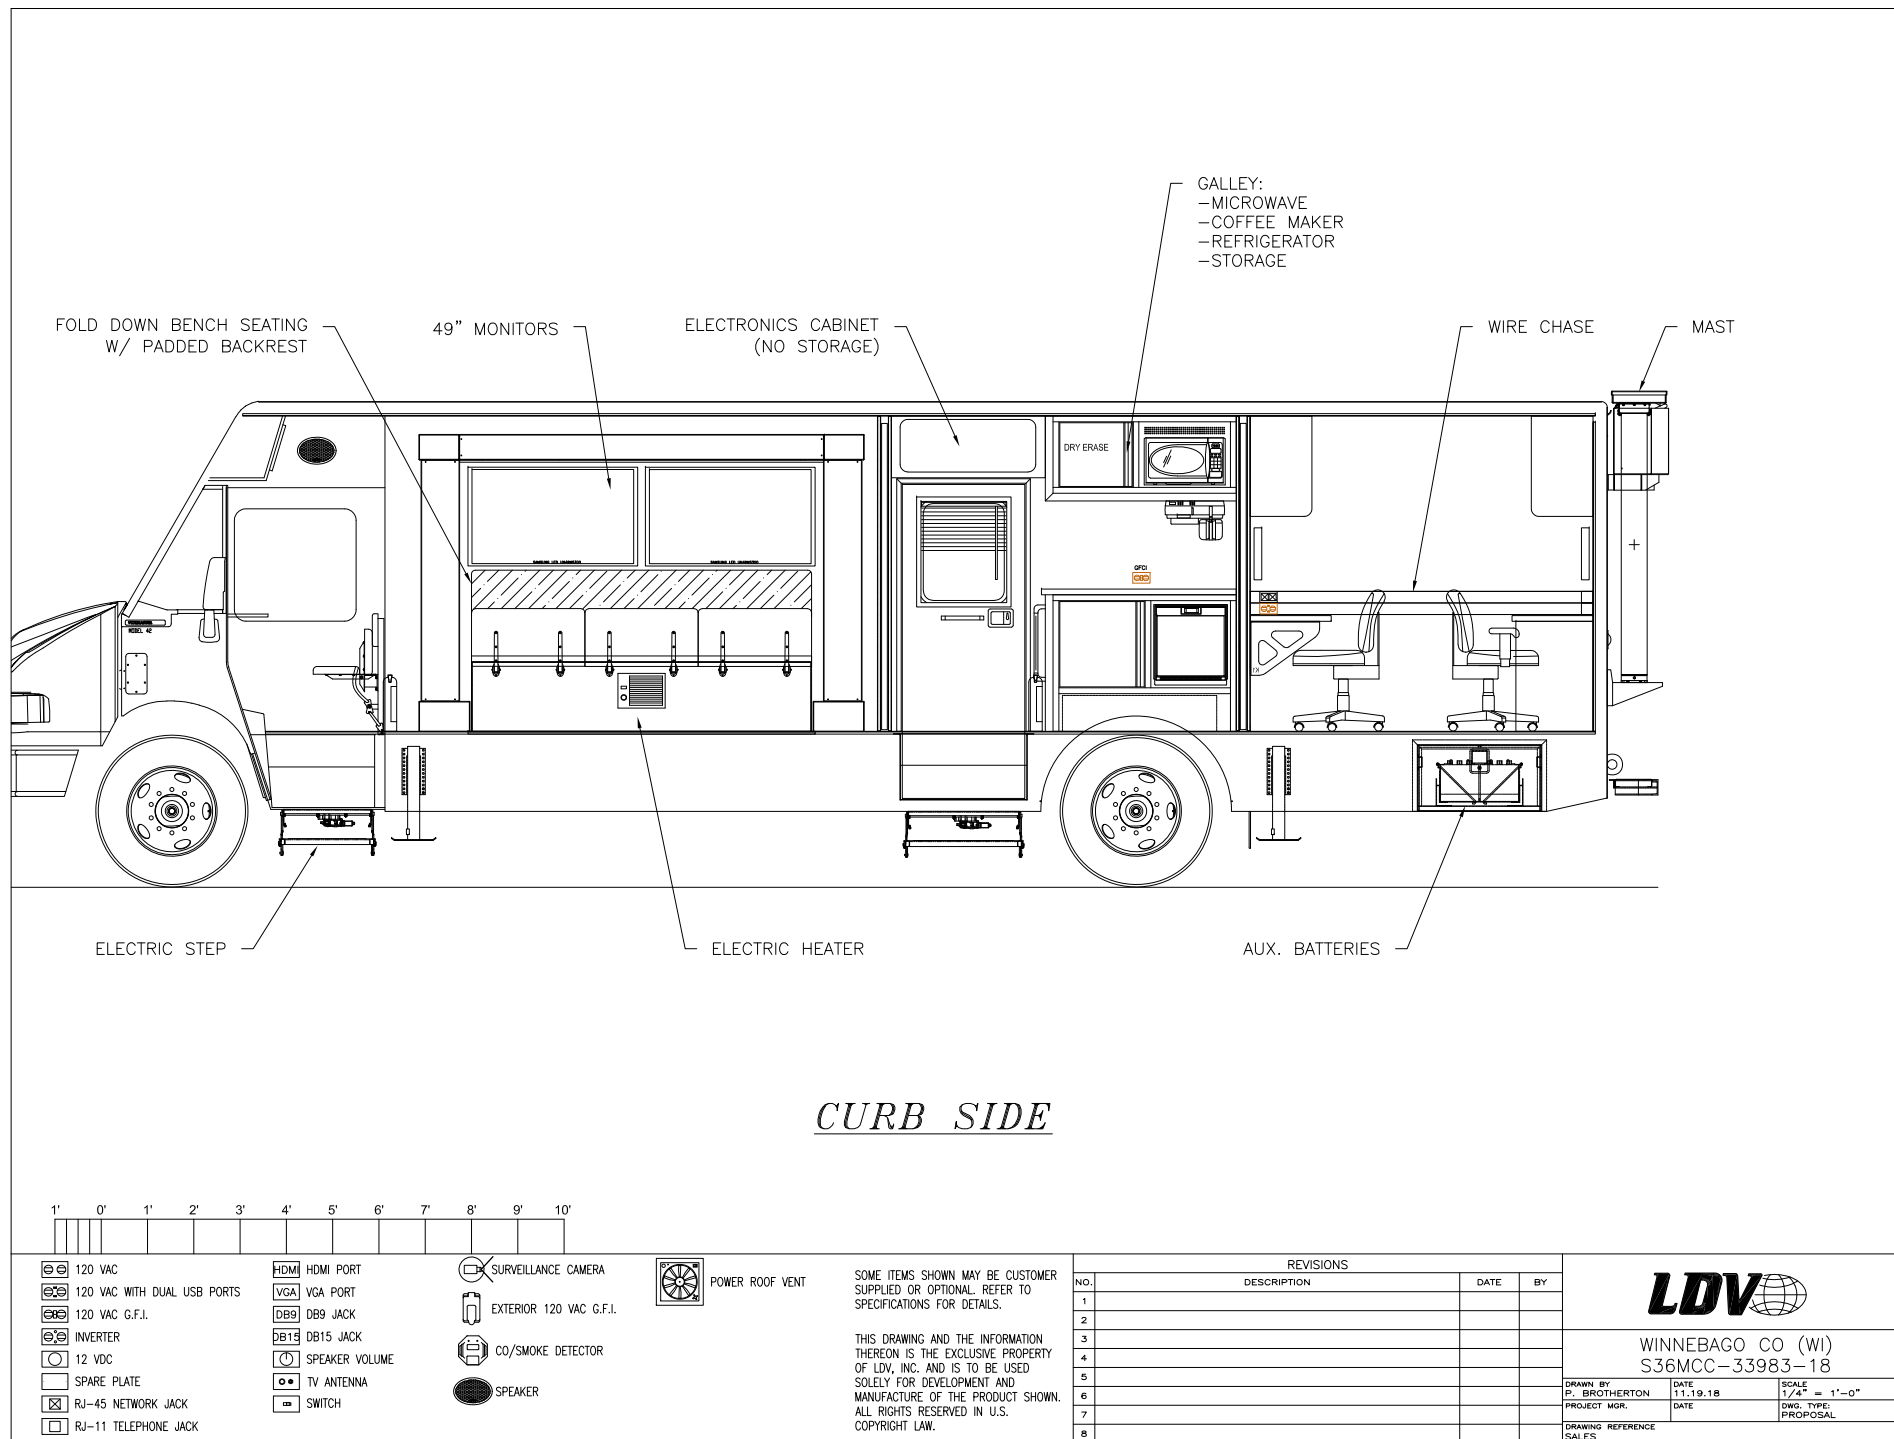 GALLEY:
-MICROWAVE
-COFFEE MAKER
-REFRIGERATOR
-STORAGE
FOLD DOWN BENCH SEATING
W/ PADDED BACKREST
49" MONITORS
ELECTRONICS CABINET
(NO STORAGE)
WIRE CHASE
MAST
DRY ERASE
GFCI
MODEL 42
ELECTRIC STEP
ELECTRIC HEATER
AUX. BATTERIES
CURB SIDE
1' 0' 1' 2' 3' 4' 5' 6' 7' 8' 9' 10'
120 VAC
120 VAC WITH DUAL USB PORTS
120 VAC G.F.I.
INVERTER
12 VDC
SPARE PLATE
RJ-45 NETWORK JACK
RJ-11 TELEPHONE JACK
HDMI HDMI PORT
VGA VGA PORT
DB9 DB9 JACK
DB15 DB15 JACK
SPEAKER VOLUME
TV ANTENNA
SWITCH
SURVEILLANCE CAMERA
EXTERIOR 120 VAC G.F.I.
CO/SMOKE DETECTOR
SPEAKER
POWER ROOF VENT
SOME ITEMS SHOWN MAY BE CUSTOMER
SUPPLIED OR OPTIONAL. REFER TO
SPECIFICATIONS FOR DETAILS.
THIS DRAWING AND THE INFORMATION
THEREON IS THE EXCLUSIVE PROPERTY
OF LDV, INC. AND IS TO BE USED
SOLELY FOR DEVELOPMENT AND
MANUFACTURE OF THE PRODUCT SHOWN.
ALL RIGHTS RESERVED IN U.S.
COPYRIGHT LAW.
REVISIONS
NO. DESCRIPTION DATE BY
1
2
3
4
5
6
7
8
LDV
WINNEBAGO CO (WI)
S36MCC-33983-18
DRAWN BY DATE SCALE
P. BROTHERTON 11.19.18 1/4" = 1'-0"
PROJECT MGR. DATE DWG. TYPE:
PROPOSAL
DRAWING REFERENCE
SALES